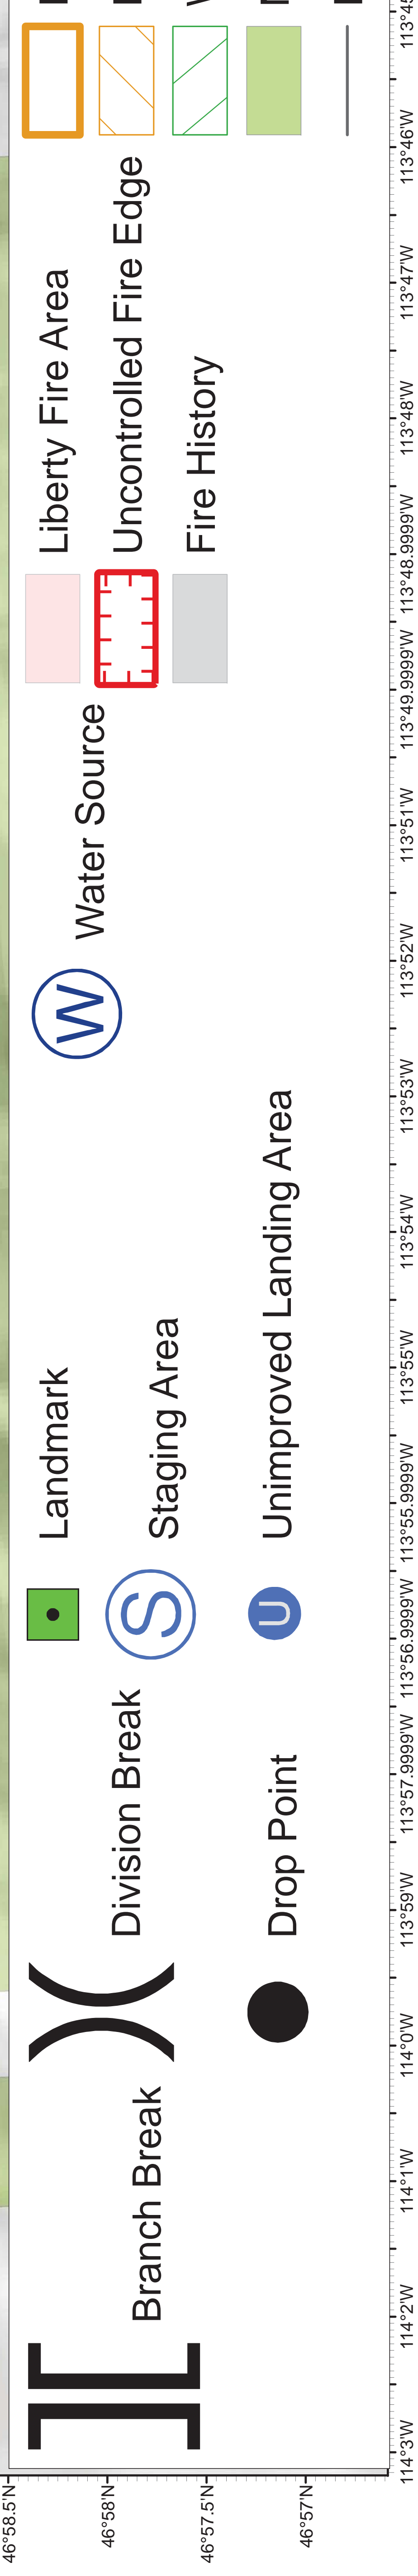 Branch Break
Division Break
Drop Point
Landmark
S
Staging Area
U
Unimproved Landing Area
W
Water Source
Liberty Fire Area
Uncontrolled Fire Edge
Fire History
46°58.5'N
46°58'N
46°57.5'N
46°57'N
114°3'W
114°2'W
114°1'W
114°0'W
113°59'W
113°57.9999'W
113°56.9999'W
113°55.9999'W
113°55'W
113°54'W
113°53'W
113°52'W
113°51'W
113°49.9999'W
113°48.9999'W
113°48'W
113°47'W
113°46'W